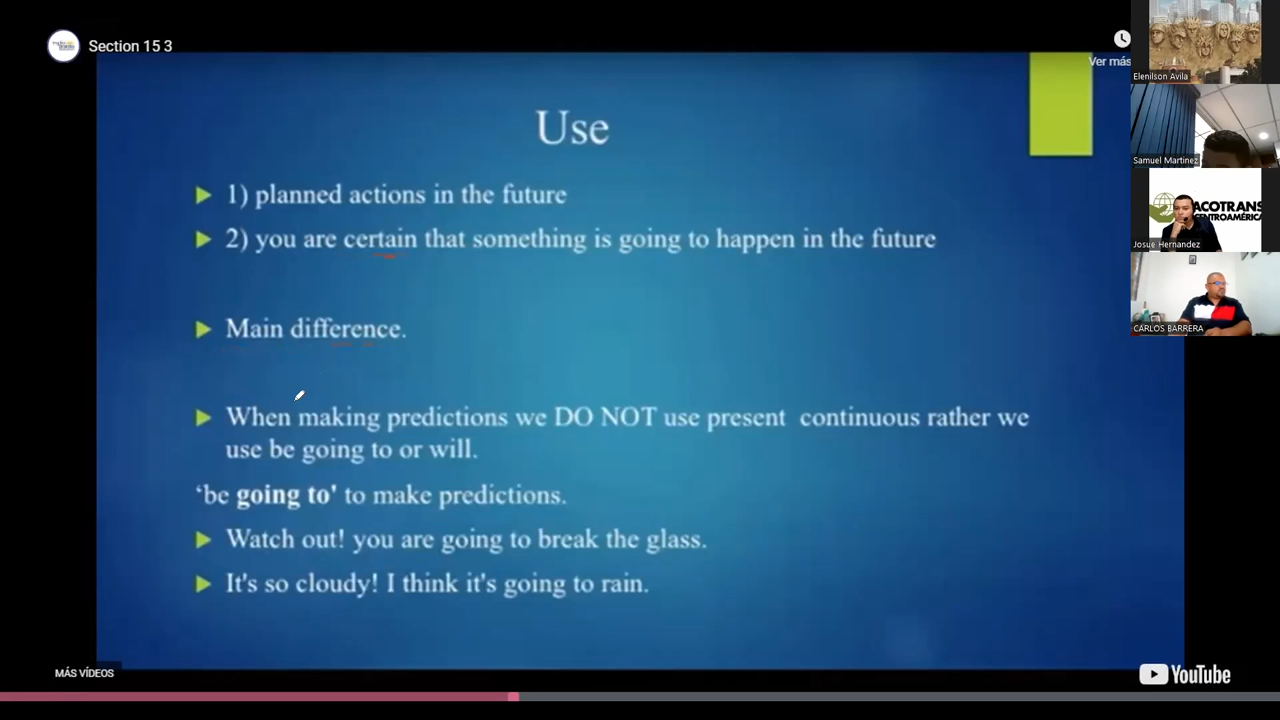 Section 15 3
Ver más
Use
1) planned actions in the future
2) you are certain that something is going to happen in the future
Main difference.
When making predictions we DO NOT use present continuous rather we
use be going to or will.
‘be going to' to make predictions.
Watch out! you are going to break the glass.
It's so cloudy! I think it's going to rain.
MÁS VÍDEOS
YouTube
Elenilson Avila
Samuel Martinez
ACOTRANS
CENTROAMÉRICA
Josue Hernandez
CARLOS BARRERA